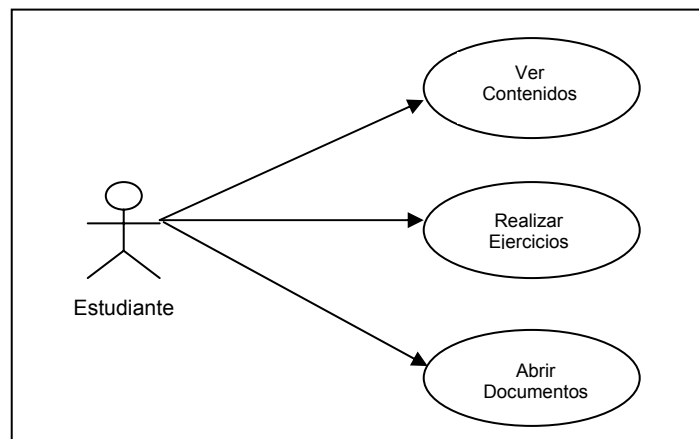 Ver
Contenidos
Realizar
Ejercicios
Estudiante
Abrir
Documentos